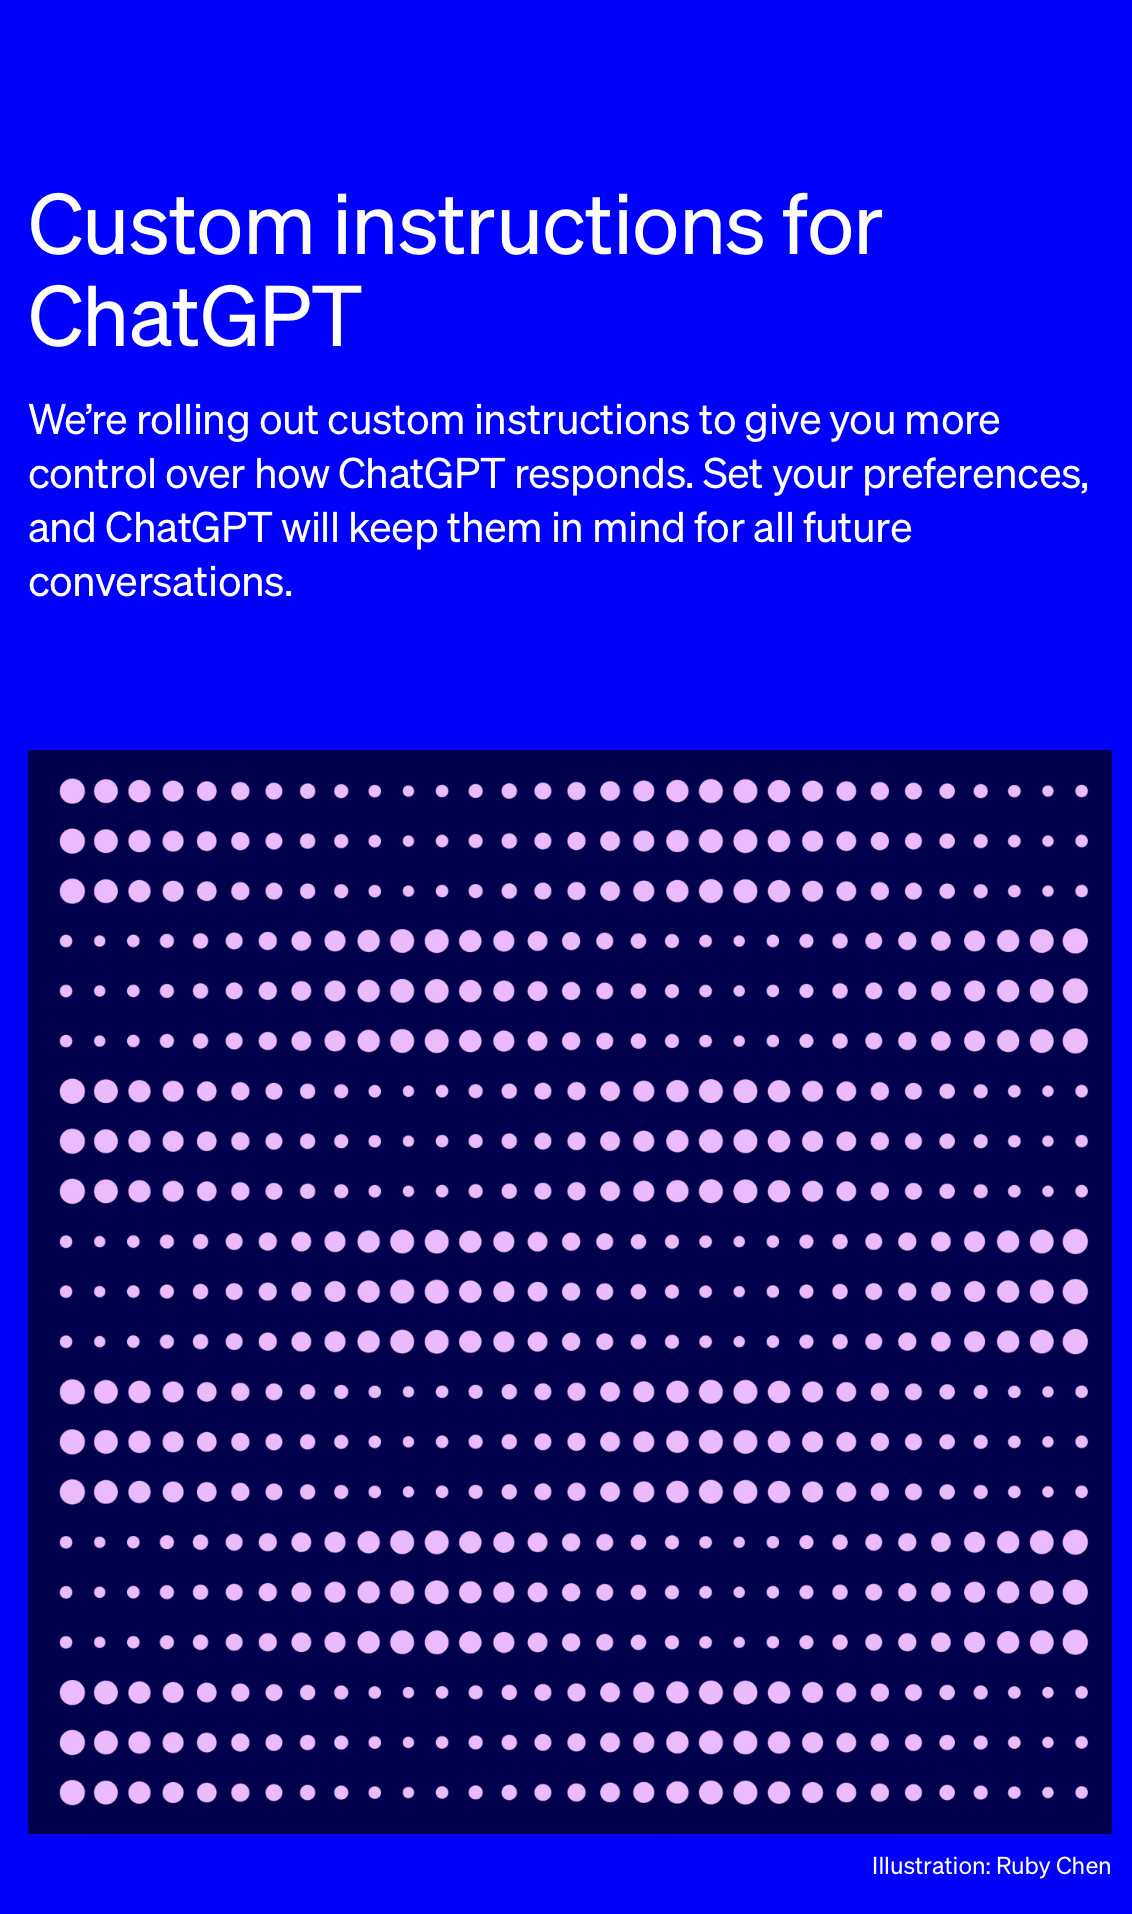 Custom instructions for
ChatGPT
We’re rolling out custom instructions to give you more
control over how ChatGPT responds. Set your preferences,
and ChatGPT will keep them in mind for all future
conversations.
Illustration: Ruby Chen